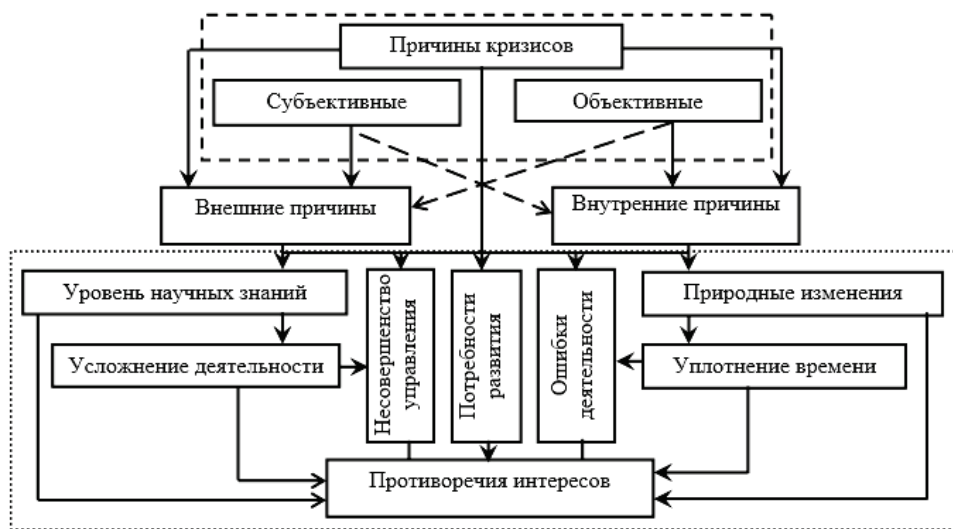 Причины кризисов
Субъективные
Объективные
Внешние причины
Внутренние причины
Уровень научных знаний
Природные изменения
Усложнение деятельности
Несовершенство
управления
Потребности
развития
Ошибки
деятельности
Уплотнение времени
Противоречия интересов